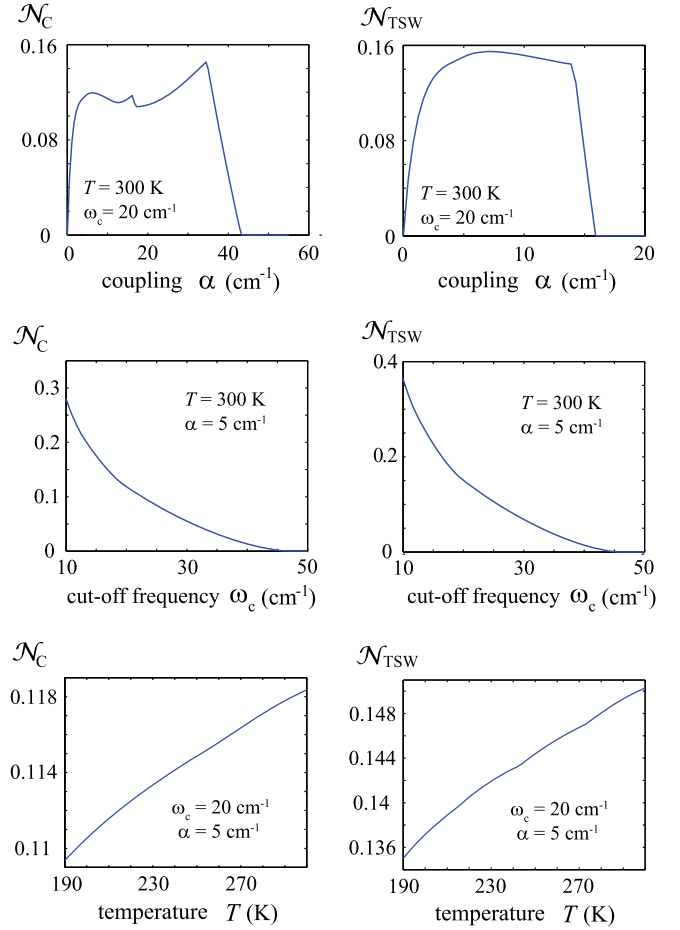 𝒩C
0.16
0.08
0
T = 300 K
ωc= 20 cm-1
0 20 40 60
coupling α (cm-1)
𝒩TSW
0.16
0.08
0
T = 300 K
ωc= 20 cm-1
0 10 20
coupling α (cm-1)
𝒩C
0.3
0.2
0.1
0
T = 300 K
α = 5 cm-1
10 30 50
cut-off frequency ωc (cm-1)
𝒩TSW
0.4
0.2
0
T = 300 K
α = 5 cm-1
10 30 50
cut-off frequency ωc (cm-1)
𝒩C
0.118
0.114
0.11
ωc = 20 cm-1
α = 5 cm-1
190 230 270
temperature T (K)
𝒩TSW
0.148
0.144
0.14
0.136
ωc = 20 cm-1
α = 5 cm-1
190 230 270
temperature T (K)